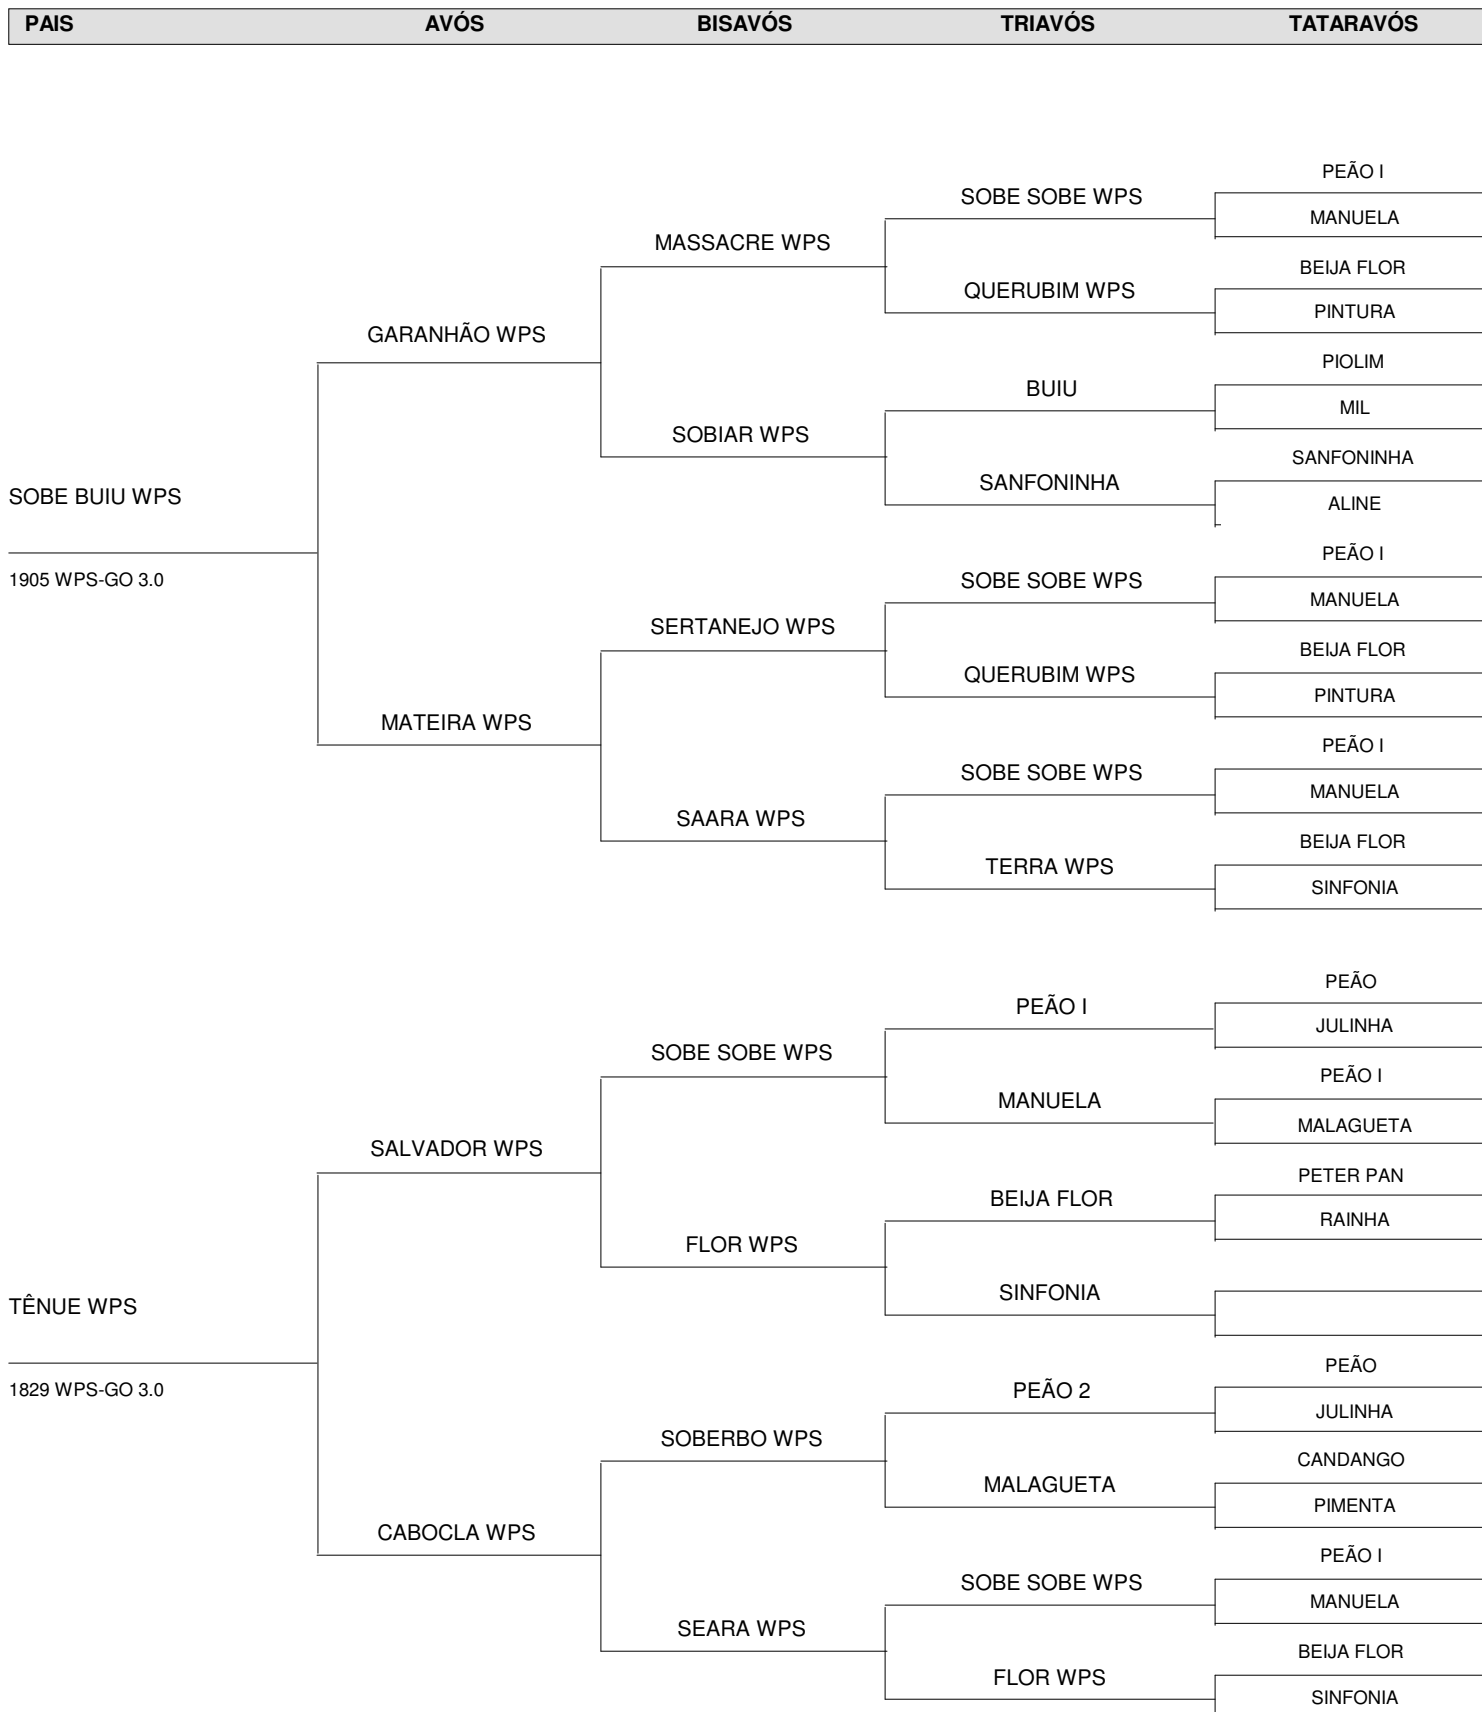 PAIS AVÓS BISAVÓS TRIAVÓS TATARAVÓS
PEÃO I
SOBE SOBE WPS
MANUELA
MASSACRE WPS
BEIJA FLOR
QUERUBIM WPS
PINTURA
GARANHÃO WPS
PIOLIM
BUIU
MIL
SOBIAR WPS
SANFONINHA
SANFONINHA
SOBE BUIU WPS
ALINE
PEÃO I
1905 WPS-GO 3.0
SOBE SOBE WPS
MANUELA
SERTANEJO WPS
BEIJA FLOR
QUERUBIM WPS
PINTURA
MATEIRA WPS
PEÃO I
SOBE SOBE WPS
MANUELA
SAARA WPS
BEIJA FLOR
TERRA WPS
SINFONIA
PEÃO
PEÃO I
JULINHA
SOBE SOBE WPS
PEÃO I
MANUELA
MALAGUETA
SALVADOR WPS
PETER PAN
BEIJA FLOR
RAINHA
FLOR WPS
SINFONIA
TÊNUE WPS
PEÃO
1829 WPS-GO 3.0
PEÃO 2
JULINHA
SOBERBO WPS
CANDANGO
MALAGUETA
PIMENTA
CABOCLA WPS
PEÃO I
SOBE SOBE WPS
MANUELA
SEARA WPS
BEIJA FLOR
FLOR WPS
SINFONIA